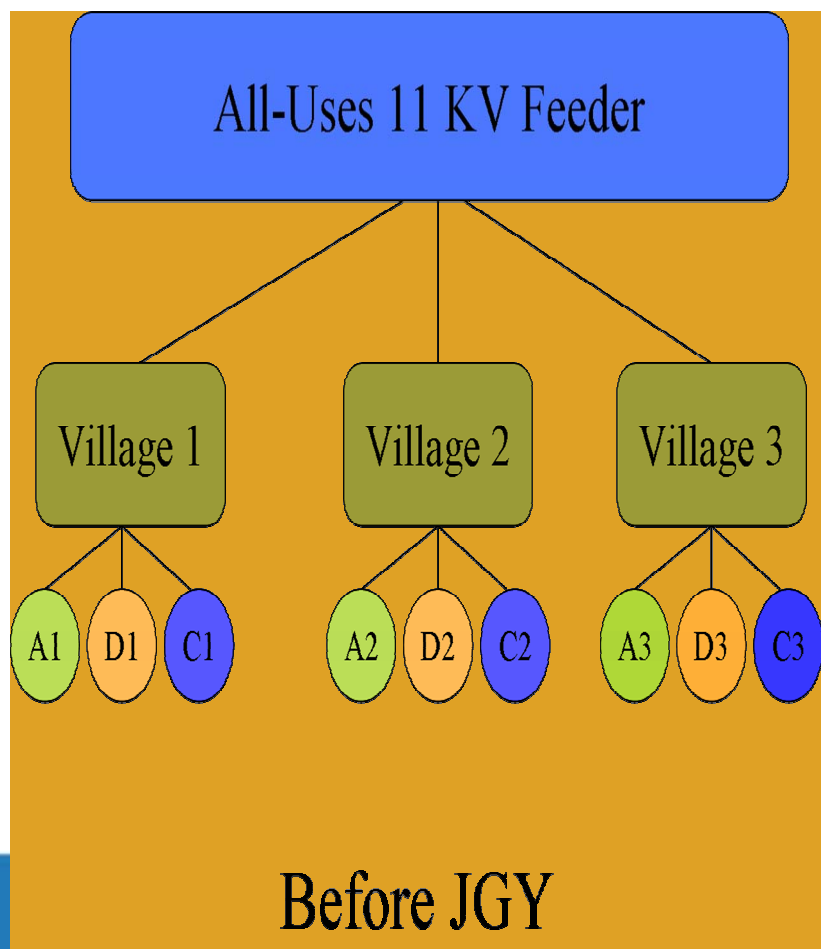 All-Uses 11 KV Feeder
Village 1
Village 2
Village 3
A1
D1
C1
A2
D2
C2
A3
D3
C3
Before JGY